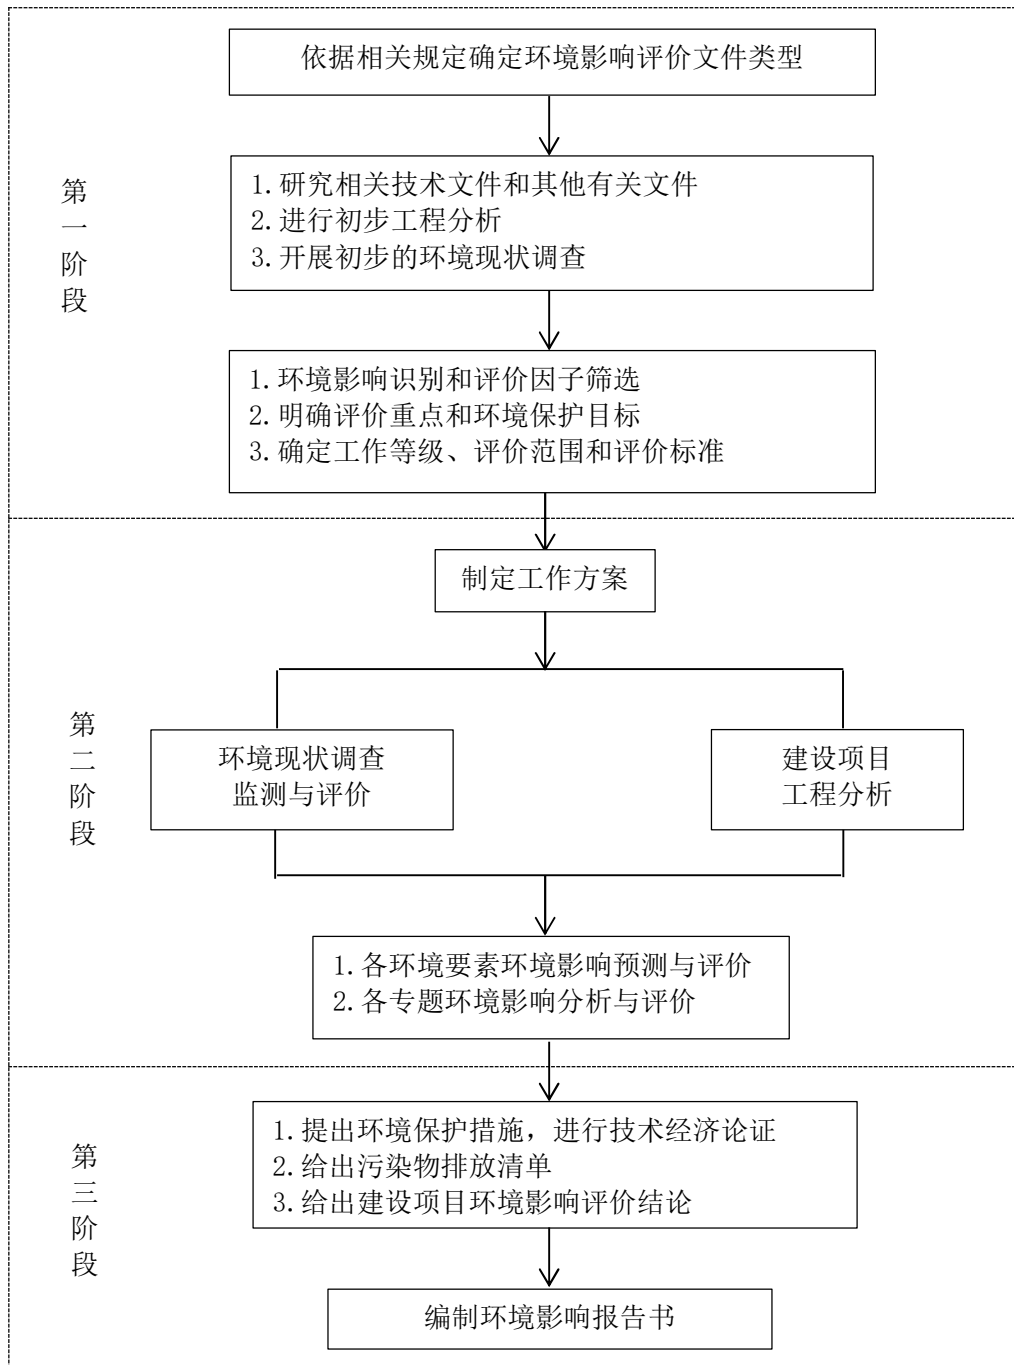 依据相关规定确定环境影响评价文件类型
第一阶段
1.研究相关技术文件和其他有关文件
2.进行初步工程分析
3.开展初步的环境现状调查
1.环境影响识别和评价因子筛选
2.明确评价重点和环境保护目标
3.确定工作等级、评价范围和评价标准
制定工作方案
第二阶段
环境现状调查
监测与评价
建设项目
工程分析
1.各环境要素环境影响预测与评价
2.各专题环境影响分析与评价
第三阶段
1.提出环境保护措施，进行技术经济论证
2.给出污染物排放清单
3.给出建设项目环境影响评价结论
编制环境影响报告书